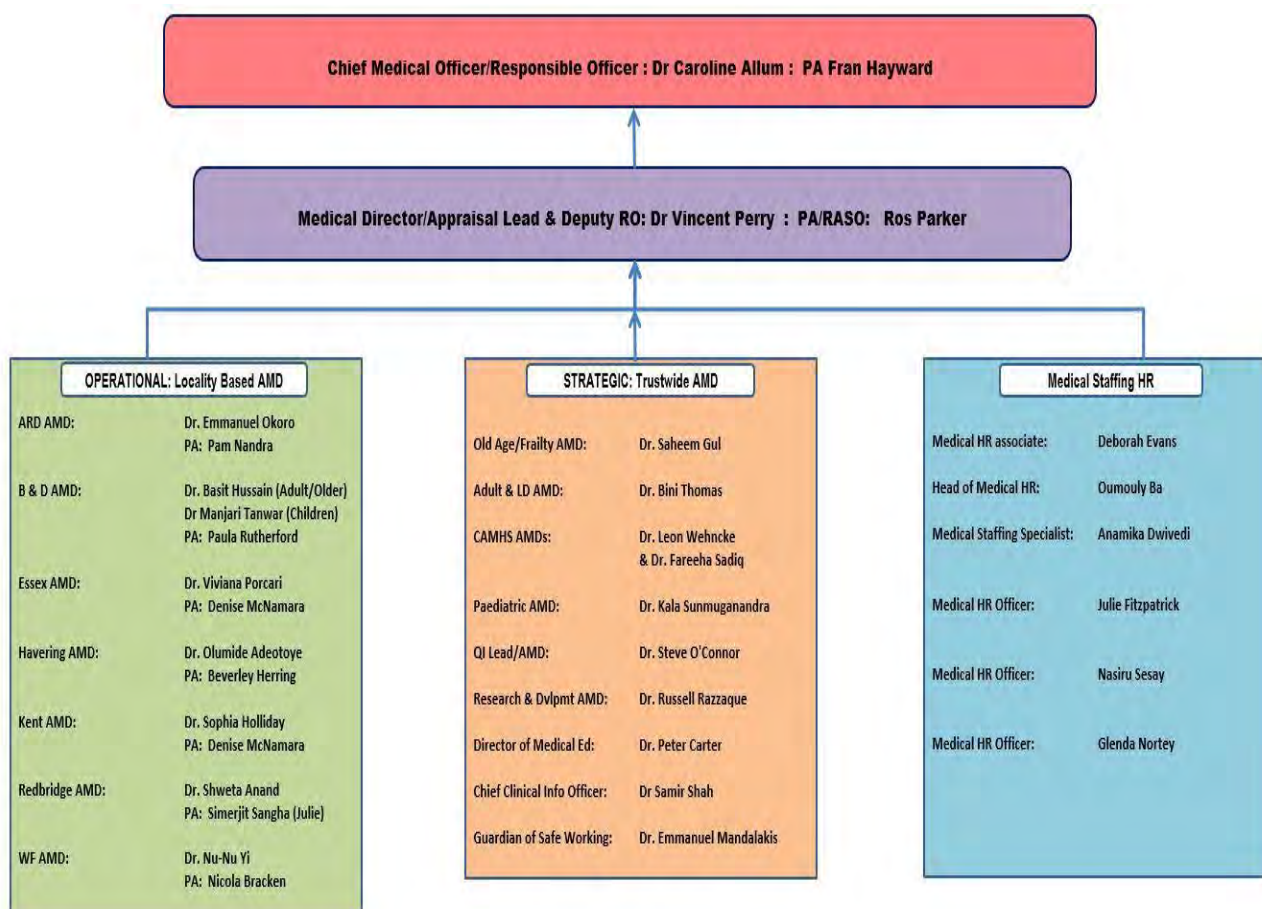 Chief Medical Officer/Responsible Officer : Dr Caroline Allum : PA Fran Hayward
Medical Director/Appraisal Lead & Deputy RO: Dr Vincent Perry : PA/RASO: Ros Parker
OPERATIONAL: Locality Based AMD
ARD AMD: Dr. Emmanuel Okoro
PA: Pam Nandra
B & D AMD: Dr. Basit Hussain (Adult/Older)
Dr Manjari Tanwar (Children)
PA: Paula Rutherford
Essex AMD: Dr. Viviana Porcari
PA: Denise McNamara
Havering AMD: Dr. Olumide Adeotoye
PA: Beverley Herring
Kent AMD: Dr. Sophia Holliday
PA: Denise McNamara
Redbridge AMD: Dr. Shweta Anand
PA: Simerjit Sangha (Julie)
WF AMD: Dr. Nu-Nu Yi
PA: Nicola Bracken
STRATEGIC: Trustwide AMD
Old Age/Frailty AMD: Dr. Saheem Gul
Adult & LD AMD: Dr. Bini Thomas
CAMHS AMDs: Dr. Leon Wehncke
& Dr. Fareeha Sadiq
Paediatric AMD: Dr. Kala Sunmuganandra
QI Lead/AMD: Dr. Steve O'Connor
Research & Dvlpmt AMD: Dr. Russell Razzaque
Director of Medical Ed: Dr. Peter Carter
Chief Clinical Info Officer: Dr Samir Shah
Guardian of Safe Working: Dr. Emmanuel Mandalakis
Medical Staffing HR
Medical HR associate: Deborah Evans
Head of Medical HR: Oumouly Ba
Medical Staffing Specialist: Anamika Dwivedi
Medical HR Officer: Julie Fitzpatrick
Medical HR Officer: Nasiru Sesay
Medical HR Officer: Glenda Nortey